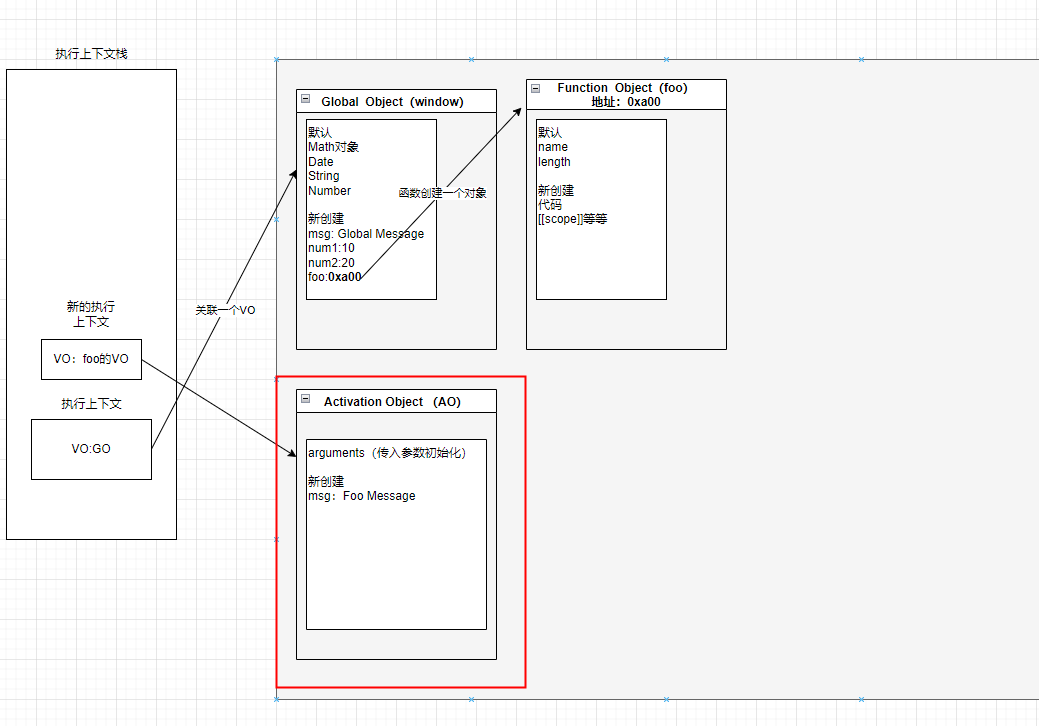 执行上下文栈
新的执行
上下文
VO：foo的VO
执行上下文
VO:GO
关联一个VO
Global Object（window）
默认
Math对象
Date
String
Number
新创建
msg: Global Message
num1:10
num2:20
foo:0xa00
函数创建一个对象
Function Object（foo）
地址：0xa00
默认
name
length
新创建
代码
[[scope]]等等
Activation Object （AO）
arguments（传入参数初始化）
新创建
msg：Foo Message